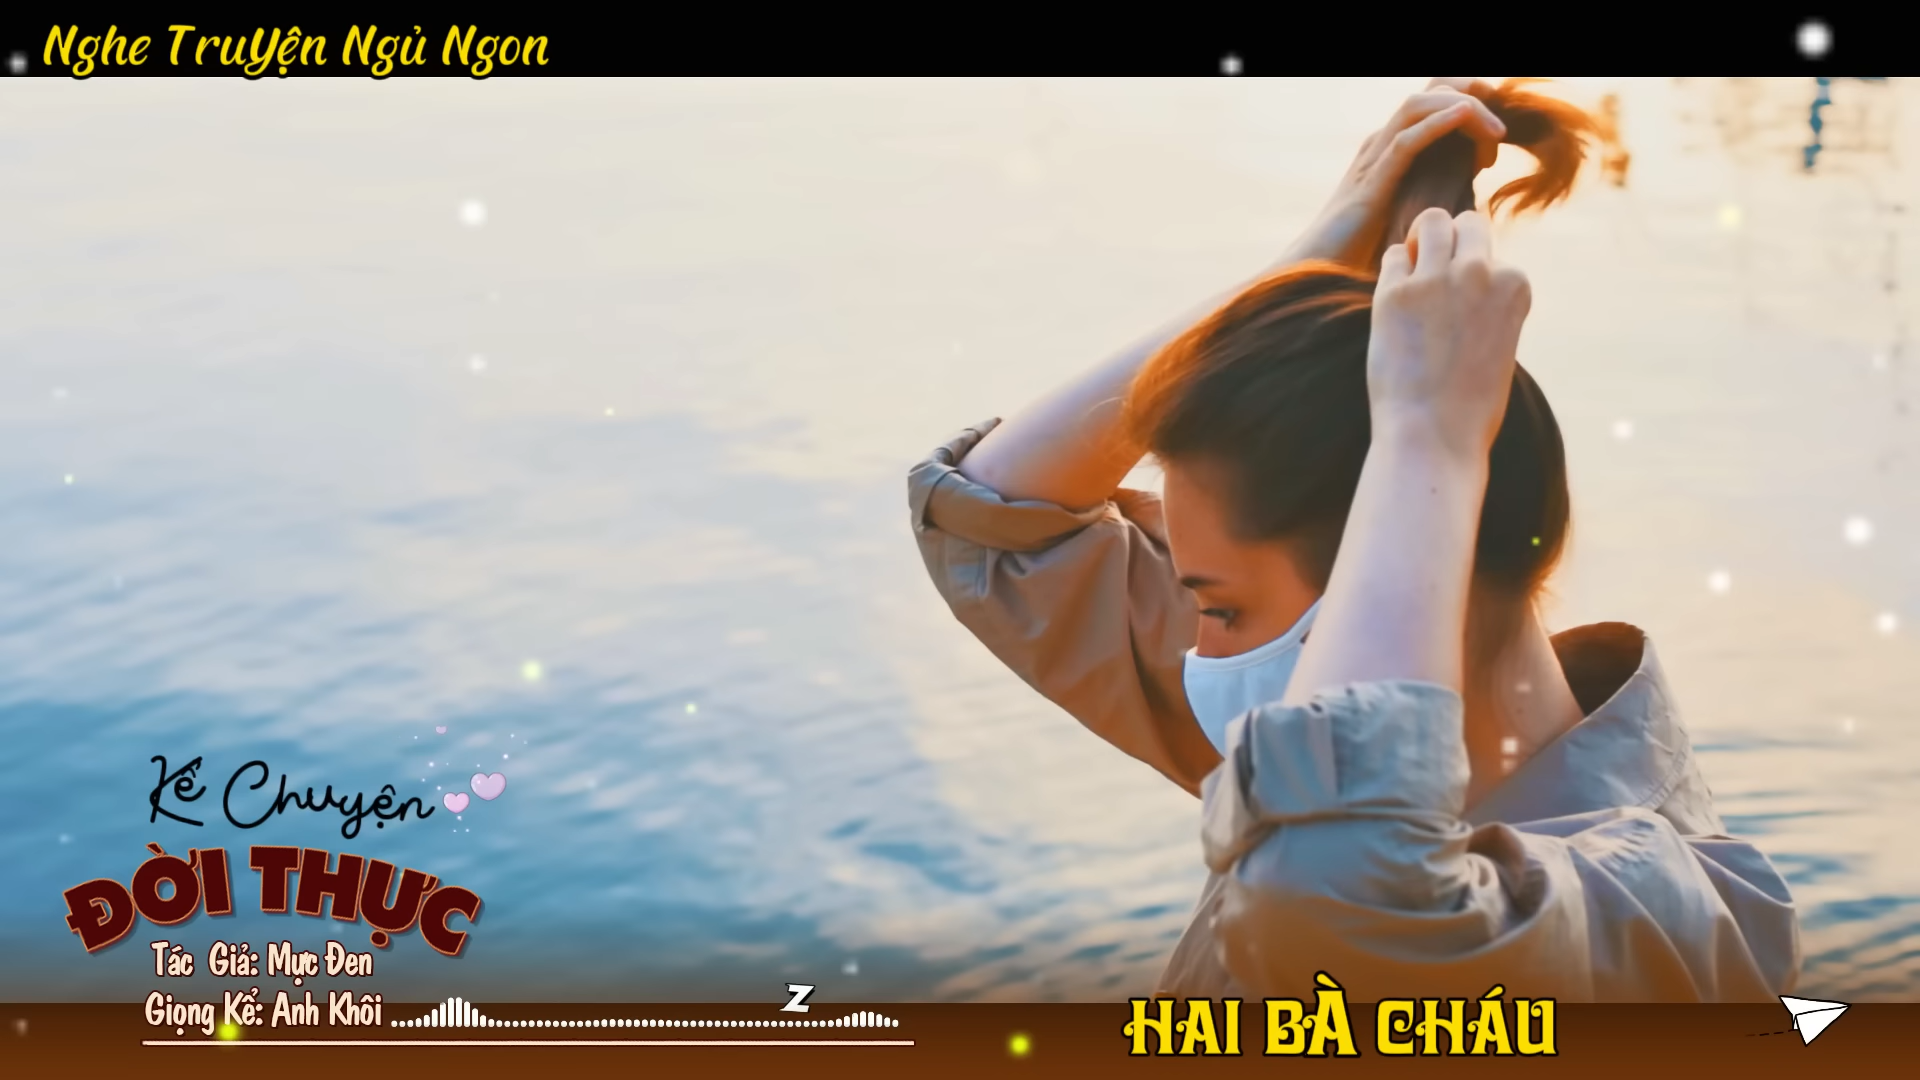 Nghe TruYện Ngủ Ngon
Kể Chuyện
ĐỜI THỰC
Tác Giả: Mực Đen
Giọng Kể: Anh Khôi
Z
HAI BÀ CHÁU